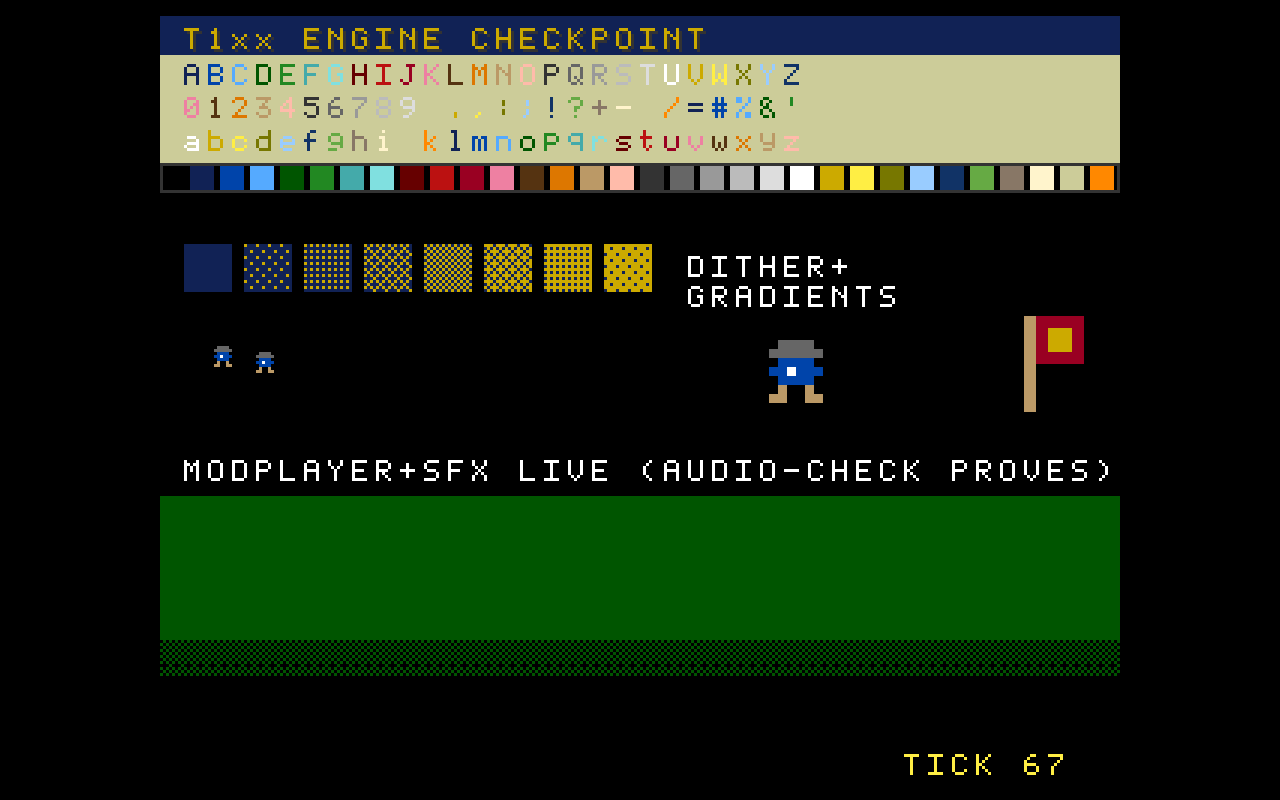 T1xx ENGINE CHECKPOINT
ABCDEFGHIJKLMNOPQRSTUVWXYZ
0123456789 .,:;!?+- /=#%&'
abcdefghi klmnopqrstuvwxyz
DITHER+
GRADIENTS
MODPLAYER+SFX LIVE (AUDIO-CHECK PROVES)
TICK 67